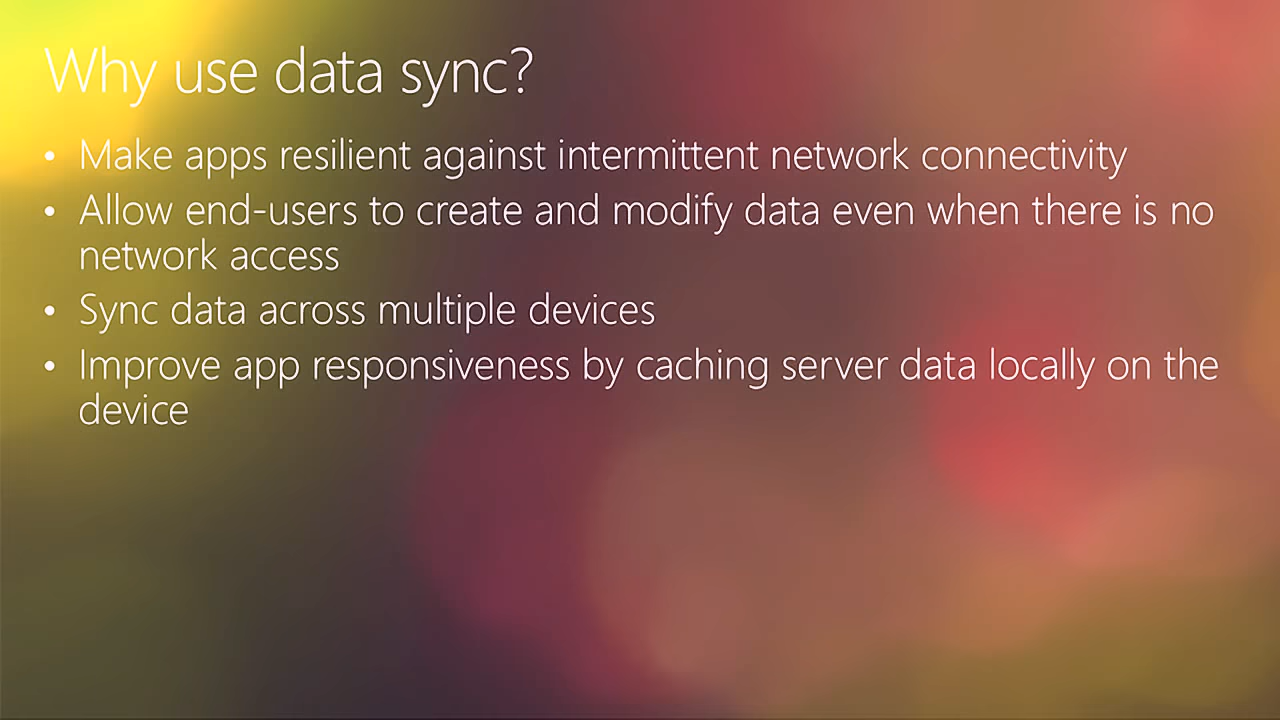 Why use data sync?
• Make apps resilient against intermittent network connectivity
• Allow end-users to create and modify data even when there is no
network access
• Sync data across multiple devices
• Improve app responsiveness by caching server data locally on the
device